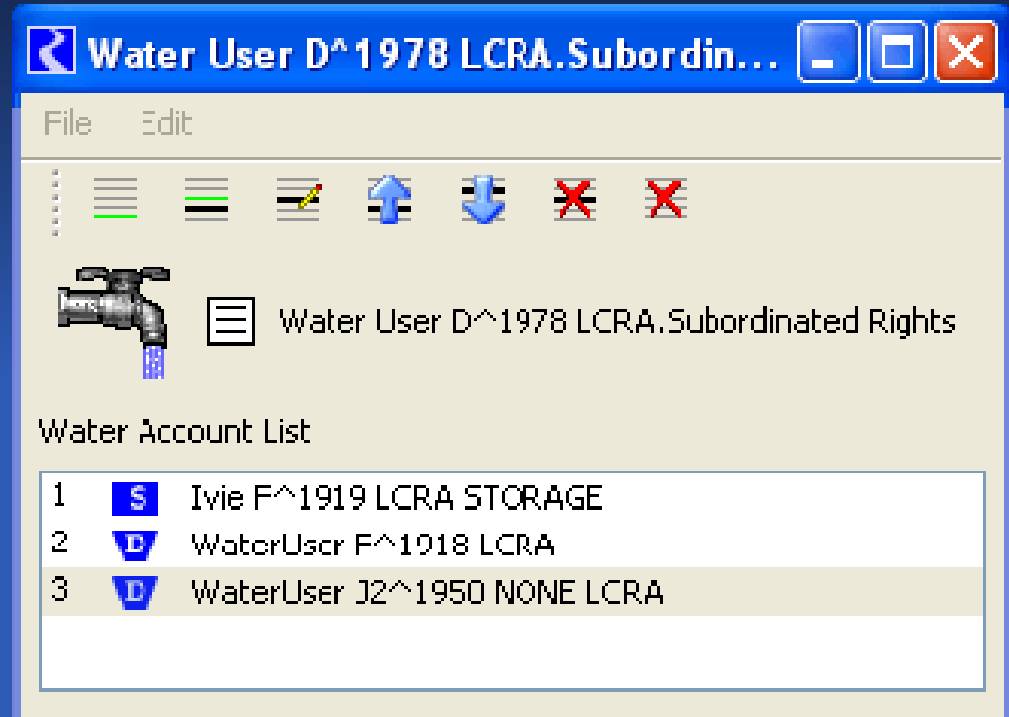 Water User D^1978 LCRA.Subordin...
File Edit
Water User D^1978 LCRA.Subordinated Rights
Water Account List
1 S Ivie F^1919 LCRA STORAGE
2 D WaterUser F^1918 LCRA
3 D WaterUser J2^1950 NONE LCRA